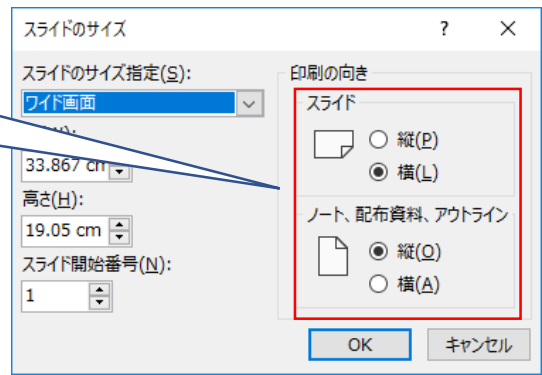 スライドのサイズ
スライドのサイズ指定(S):
ワイド画面
33.867 cm
高さ(H):
19.05 cm
スライド開始番号(N):
1
印刷の向き
スライド
縦(P)
横(L)
ノート、配布資料、アウトライン
縦(O)
横(A)
OK
キャンセル